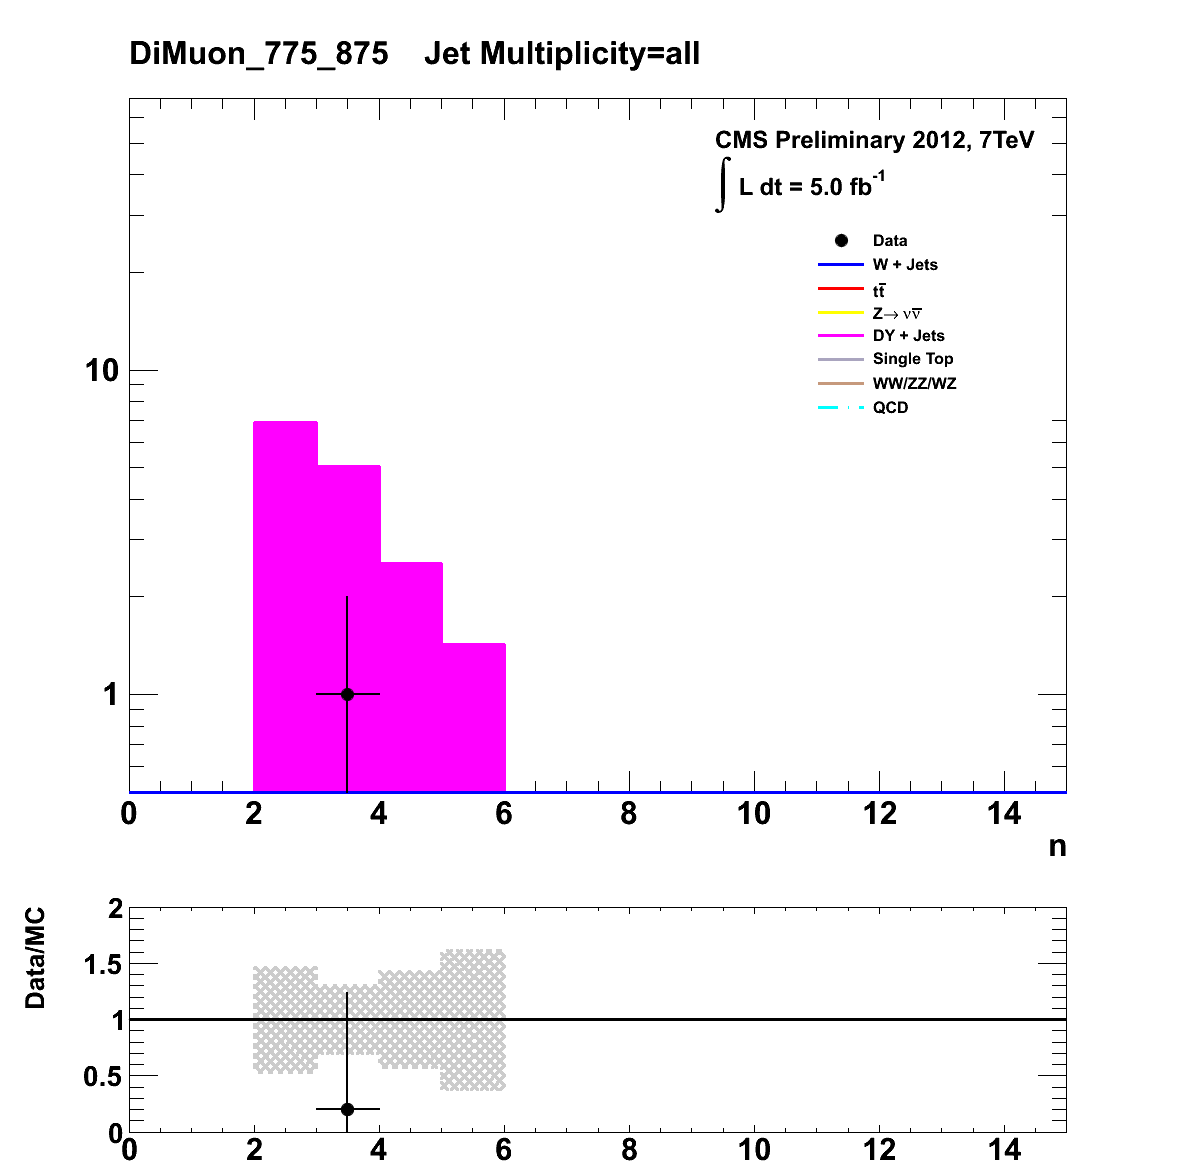 DiMuon_775_875 Jet Multiplicity=all
CMS Preliminary 2012, 7TeV
∫ L dt = 5.0 fb⁻¹
Data
W + Jets
tt̅
Z→ νν̅
DY + Jets
Single Top
WW/ZZ/WZ
QCD
10
1
0 2 4 6 8 10 12 14
n
Data/MC
2
1.5
1
0.5
0
0 2 4 6 8 10 12 14